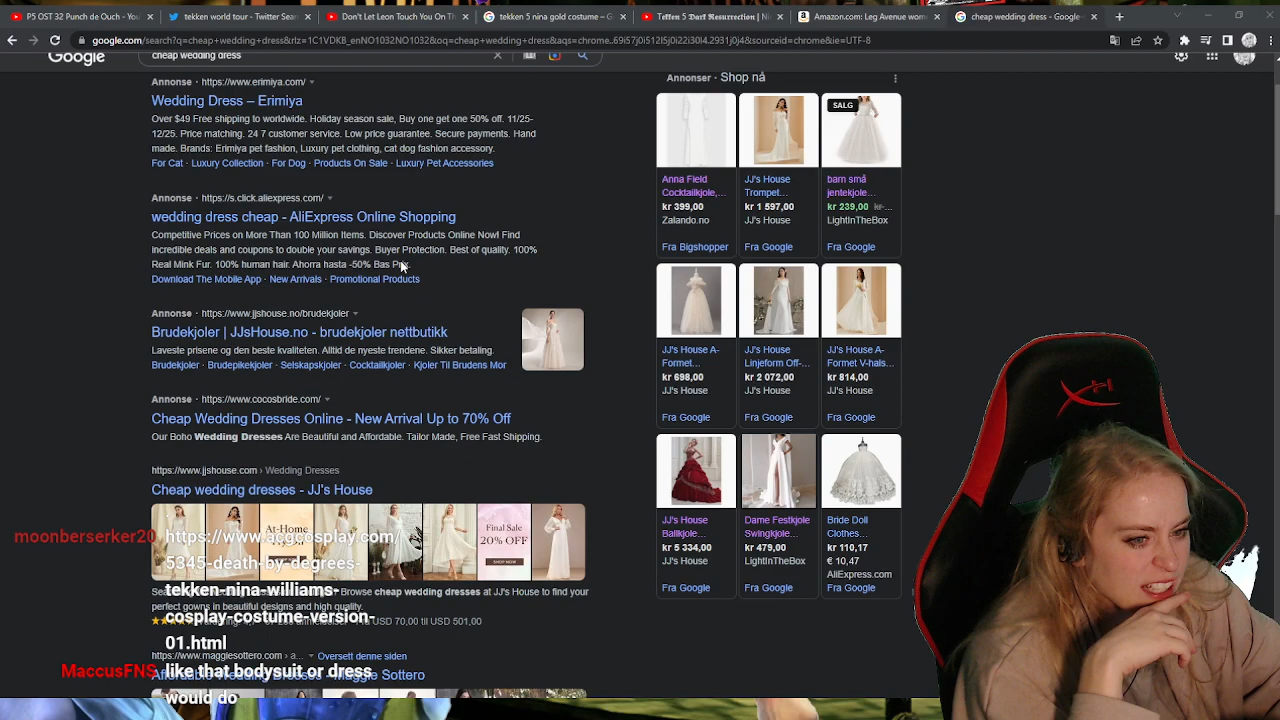 P5 OST 32 Punch de Ouch - You
tekken world tour - Twitter Sear
Don't Let Leon Touch You On Th
tekken 5 nina gold costume – G
Amazon.com: Leg Avenue wom
cheap wedding dress - Google-
google.com/search?q=cheap+wedding+dress&rlz=1C1VDKB_enNO1032NO1032&oq=cheap+wedding+dress&aqs=chrome..69i57j0i512l5j0i22i30l4.2931j0j4&sourceid=chrome&ie=UTF-8
Google
cheap wedding dress
Annonse · https://www.erimiya.com/
Wedding Dress – Erimiya
Over $49 Free shipping to worldwide. Holiday season sale, Buy one get one 50% off. 11/25-
12/25. Price matching. 24 7 customer service. Low price guarantee. Secure payments. Hand
made. Brands: Erimiya pet fashion, Luxury pet clothing, cat dog fashion accessory.
For Cat · Luxury Collection · For Dog · Products On Sale · Luxury Pet Accessories
Annonse · https://s.click.aliexpress.com/
wedding dress cheap - AliExpress Online Shopping
Competitive Prices on More Than 100 Million Items. Discover Products Online Now! Find
incredible deals and coupons to double your savings. Buyer Protection. Best of quality. 100%
Real Mink Fur. 100% human hair. Ahorra hasta -50% Bas
Download The Mobile App · New Arrivals · Promotional Products
Annonse · https://www.jjshouse.no/brudekjoler
Brudekjoler | JJsHouse.no - brudekjoler nettbutikk
Laveste prisene og den beste kvaliteten. Alltid de nyeste trendene. Sikker betaling.
Brudekjoler · Brudepikekjoler · Selskapskjoler · Cocktailkjoler · Kjoler Til Brudens Mor
Annonse · https://www.cocosbride.com/
Cheap Wedding Dresses Online - New Arrival Up to 70% Off
Our Boho Wedding Dresses Are Beautiful and Affordable. Tailor Made, Free Fast Shipping.
https://www.jjshouse.com › Wedding Dresses
Cheap wedding dresses - JJ's House
At-Home
Final Sale
20% OFF
SHOP NOW
Browse cheap wedding dresses at JJ's House to find your
perfect gowns in beautiful designs and high quality.
USD 70,00 til USD 501,00
https://www.maggiesottero.com › a...
Oversett denne siden
Maggie Sottero
Annonser · Shop nå
SALG
Anna Field
Cocktailkjole,...
kr 399,00
Zalando.no
Fra Bigshopper
JJ's House
Trompet...
kr 1 597,00
JJ's House
Fra Google
barn små
jentekjole...
kr 239,00 kr ...
LightInTheBox
Fra Google
JJ's House A-
Formet...
kr 698,00
JJ's House
Fra Google
JJ's House
Linjeform Off-...
kr 2 072,00
JJ's House
Fra Google
JJ's House A-
Formet V-hals...
kr 814,00
JJ's House
Fra Google
JJ's House
Ballkjole...
kr 5 334,00
JJ's House
Fra Google
Dame Festkjole
Swingkjole...
kr 479,00
LightInTheBox
Fra Google
Bride Doll
Clothes...
kr 110,17
€ 10,47
AliExpress.com
Fra Google
moonberserker20 https://www.acgcosplay.com/
5345-death-by-degrees-
tekken-nina-williams-
cosplay-costume-version-
01.html
MaccusFNS like that bodysuit or dress
would do